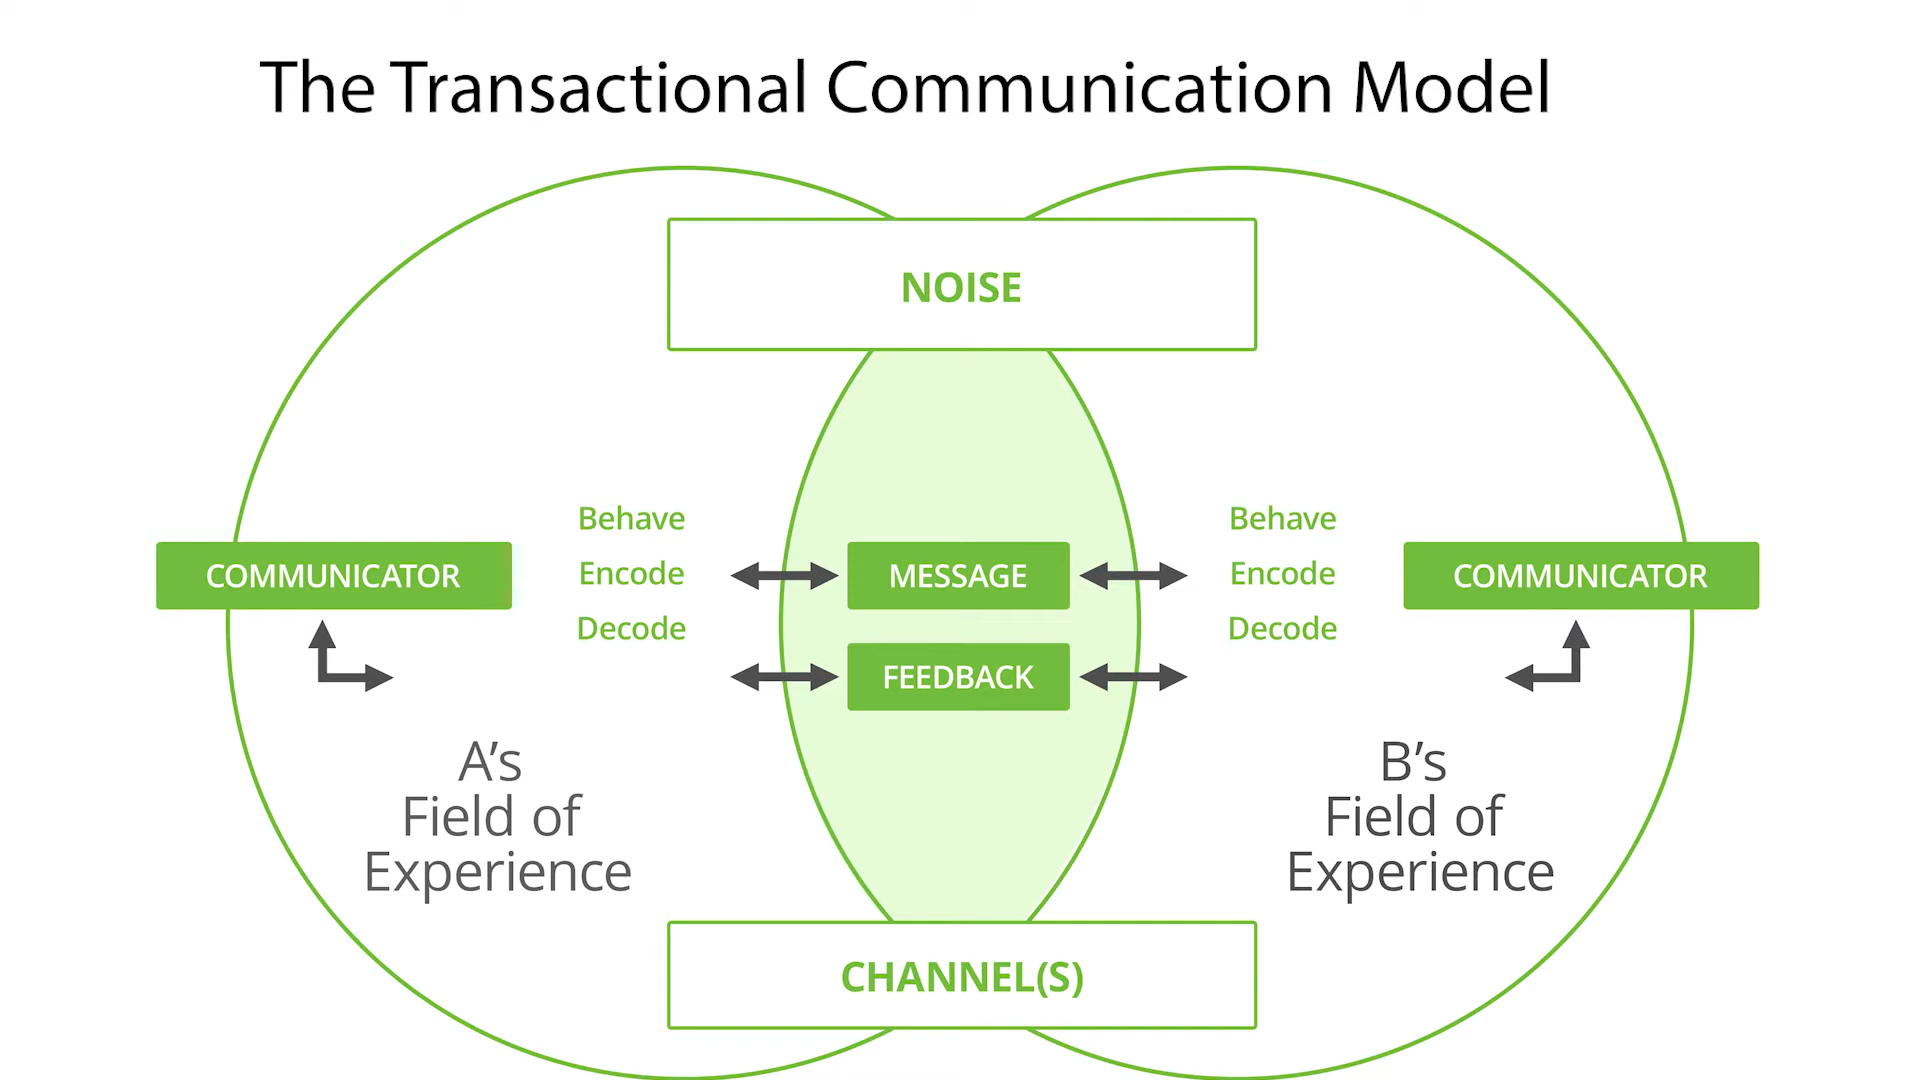 The Transactional Communication Model
NOISE
Behave
Encode
Decode
COMMUNICATOR
MESSAGE
FEEDBACK
Behave
Encode
Decode
COMMUNICATOR
A's
Field of
Experience
B's
Field of
Experience
CHANNEL(S)